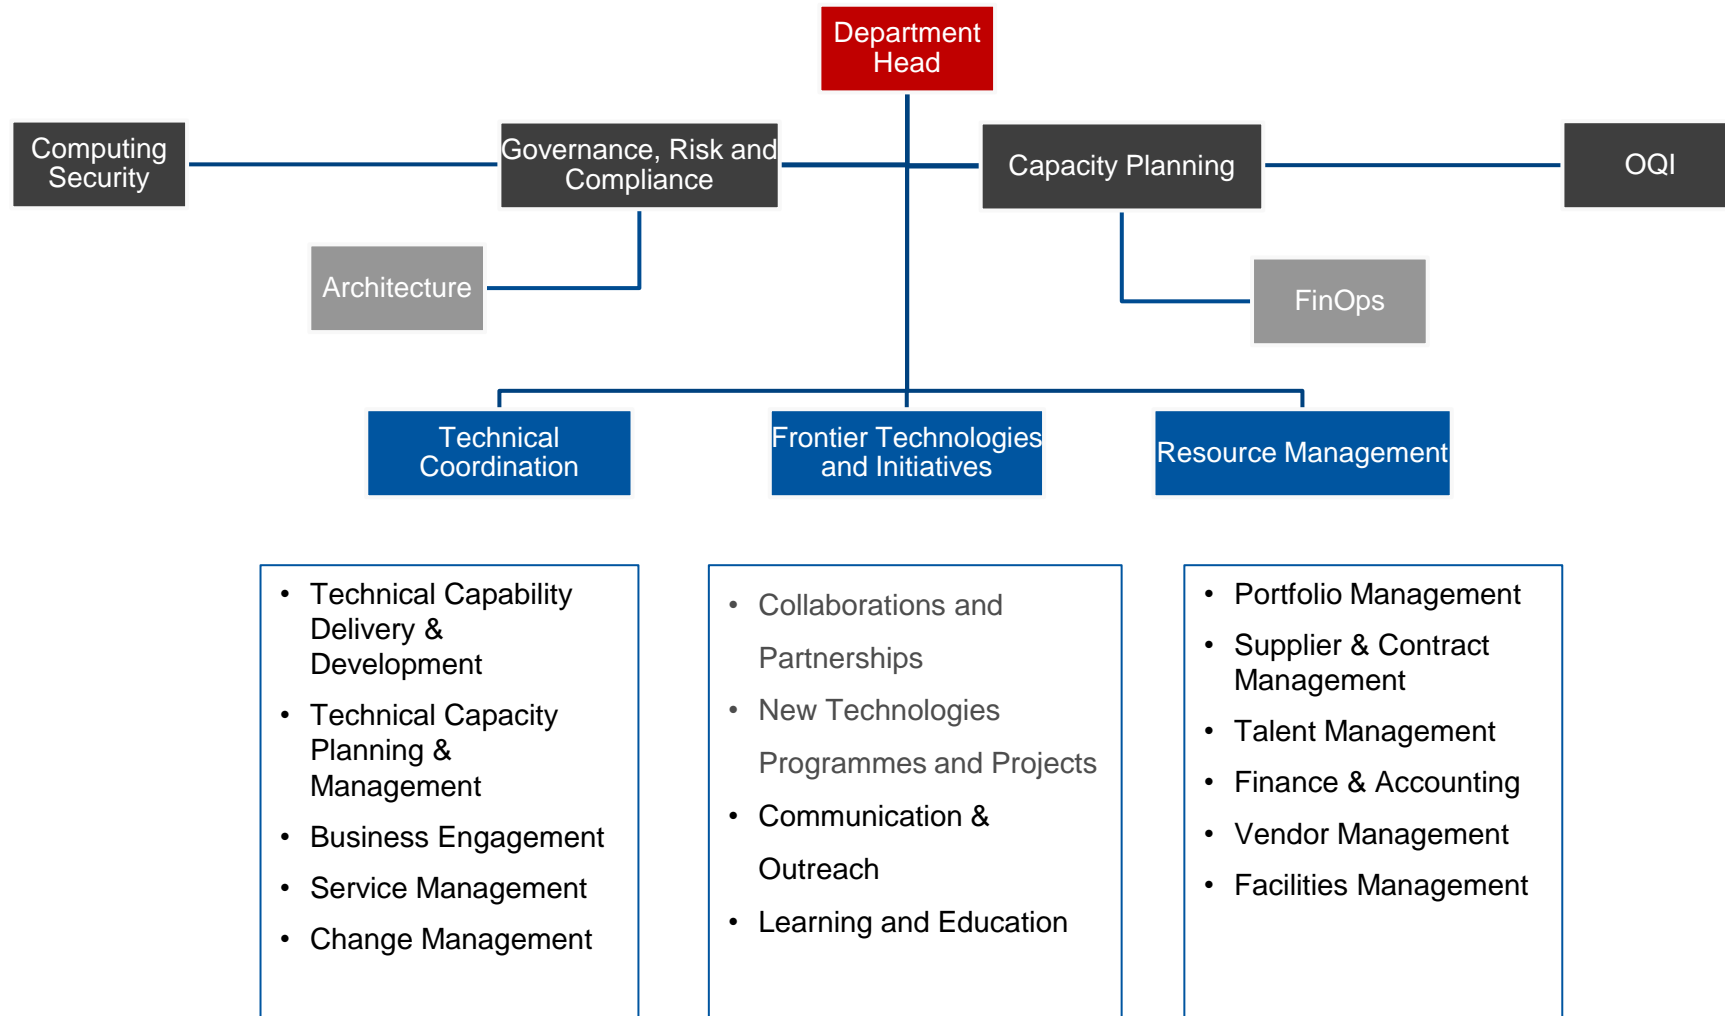 Department
Head
Computing
Security
Governance, Risk and
Compliance
Capacity Planning
OQI
Architecture
FinOps
Technical
Coordination
Frontier Technologies
and Initiatives
Resource Management
• Technical Capability
Delivery &
Development
• Technical Capacity
Planning &
Management
• Business Engagement
• Service Management
• Change Management
• Collaborations and
Partnerships
• New Technologies
Programmes and Projects
• Communication &
Outreach
• Learning and Education
• Portfolio Management
• Supplier & Contract
Management
• Talent Management
• Finance & Accounting
• Vendor Management
• Facilities Management